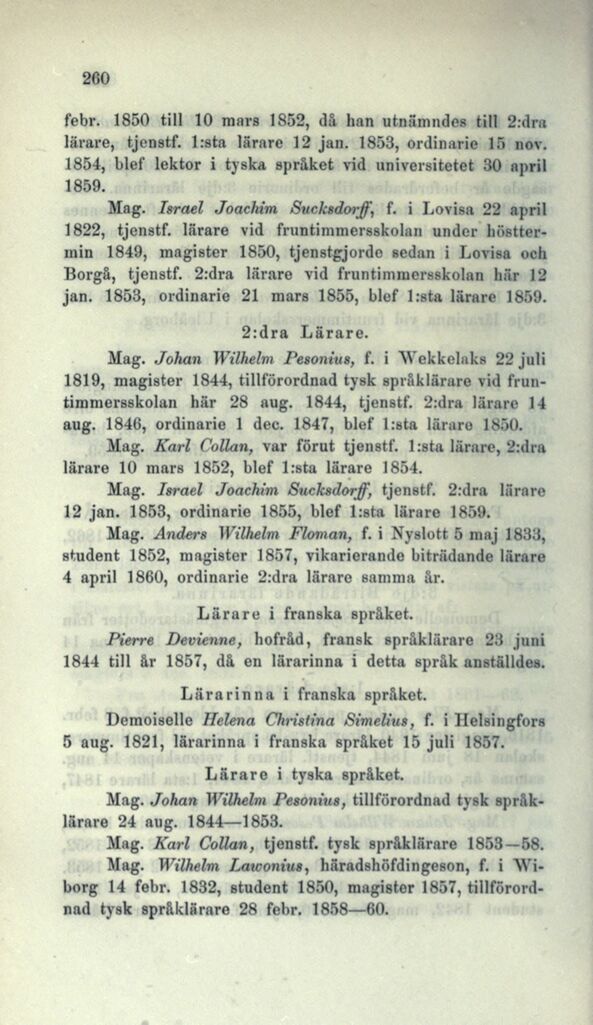 260
febr. 1850 till 10 mars 1852, då han utnämndes till 2:dra
lärare, tjenstf. 1:sta lärare 12 jan. 1853, ordinarie 15 nov.
1854, blef lektor i tyska språket vid universitetet 30 april
1859.
Mag. Israel Joachim Sucksdorff, f. i Lovisa 22 april
1822, tjenstf. lärare vid fruntimmersskolan under hösttermin
min 1849, magister 1850, tjenstgjorde sedan i Lovisa och
Borgå, tjenstf. 2:dra lärare vid fruntimmersskolan här 12
jan. 1853, ordinarie 21 mars 1855, blef 1:sta lärare 1859.
2:dra Lärare.
Mag. Johan Wilhelm Pesonius, f. i Wekkelaks 22 juli
1819, magister 1844, tillförordnad tysk språklärare vid frun-
timmersskolan här 28 aug. 1844, tjenstf. 2:dra lärare 14
aug. 1846, ordinarie 1 dec. 1847, blef 1:sta lärare 1850.
Mag. Karl Collan, var förut tjenstf. 1:sta lärare, 2:dra
lärare 10 mars 1852, blef 1:sta lärare 1854.
Mag. Israel Joachim Sucksdorff, tjenstf. 2:dra lärare
12 jan. 1853, ordinarie 1855, blef 1:sta lärare 1859.
Mag. Anders Wilhelm Floman, f. i Nyslott 5 maj 1833,
student 1852, magister 1857, vikarierande biträdande lärare
4 april 1860, ordinarie 2:dra lärare samma år.
Lärare i franska språket.
Pierre Devienne, hofråd, fransk språklärare 23 juni
1844 till år 1857, då en lärarinna i detta språk anställdes.
Lärarinna i franska språket.
Demoiselle Helena Christina Simelius, f. i Helsingfors
5 aug. 1821, lärarinna i franska språket 15 juli 1857.
Lärare i tyska språket.
Mag. Johan Wilhelm Pesonius, tillförordnad tysk språk-
lärare 24 aug. 1844—1853.
Mag. Karl Collan, tjenstf. tysk språklärare 1853—58.
Mag. Wilhelm Lawonius, häradshöfdingeson, f. i Wi-
borg 14 febr. 1832, student 1850, magister 1857, tillförord-
nad tysk språklärare 28 febr. 1858—60.